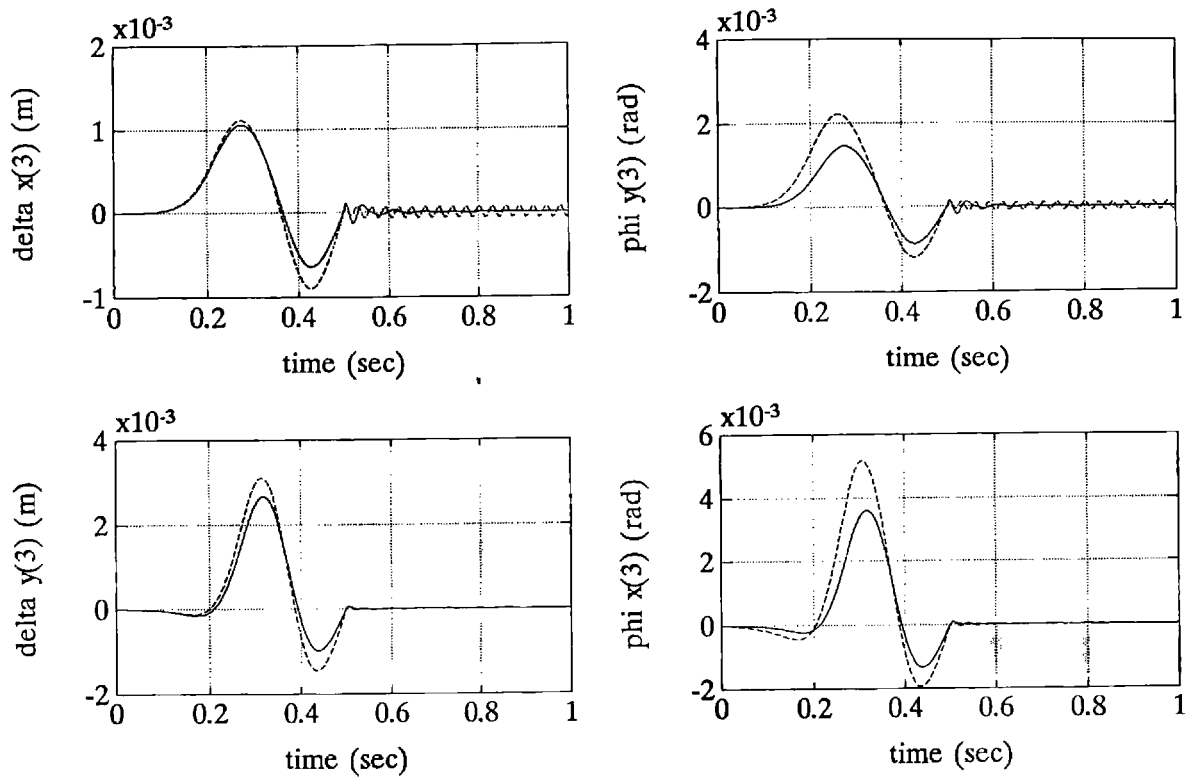 x10-3
2
1
0
-1
0 0.2 0.4 0.6 0.8 1
delta x(3) (m)
time (sec)
x10-3
4
2
0
-2
0 0.2 0.4 0.6 0.8 1
phi y(3) (rad)
time (sec)
x10-3
4
2
0
-2
0 0.2 0.4 0.6 0.8 1
delta y(3) (m)
time (sec)
x10-3
6
4
2
0
-2
0 0.2 0.4 0.6 0.8 1
phi x(3) (rad)
time (sec)